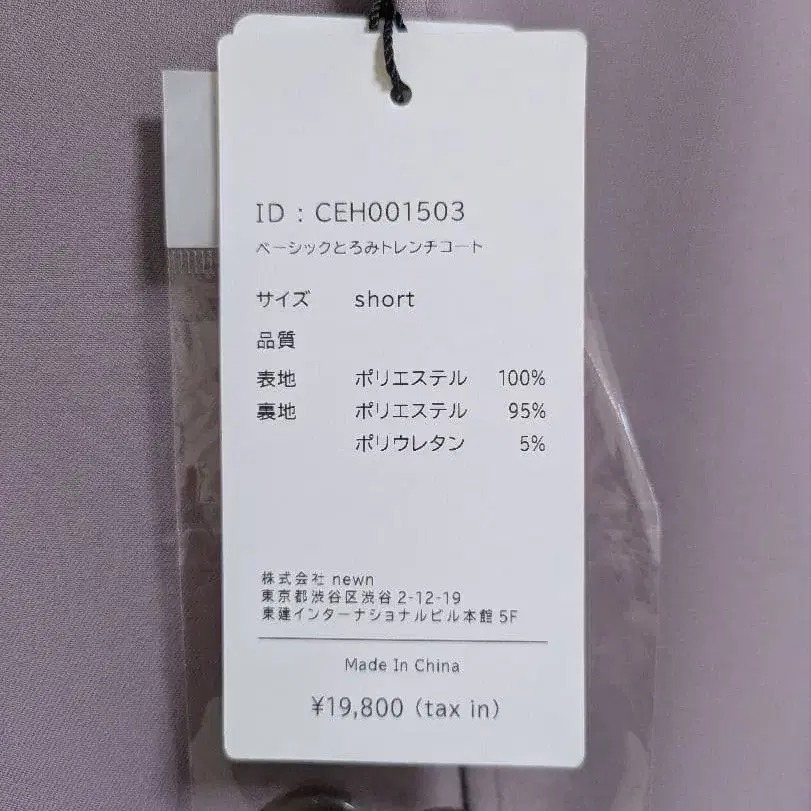 ID : CEH001503
ベーシックとろみトレンチコート
サイズ short
品質
表地 ポリエステル 100%
裏地 ポリエステル 95%
ポリウレタン 5%
株式会社 newn
東京都渋谷区渋谷 2-12-19
東建インターナショナルビル本館 5F
Made In China
¥19,800 (tax in)